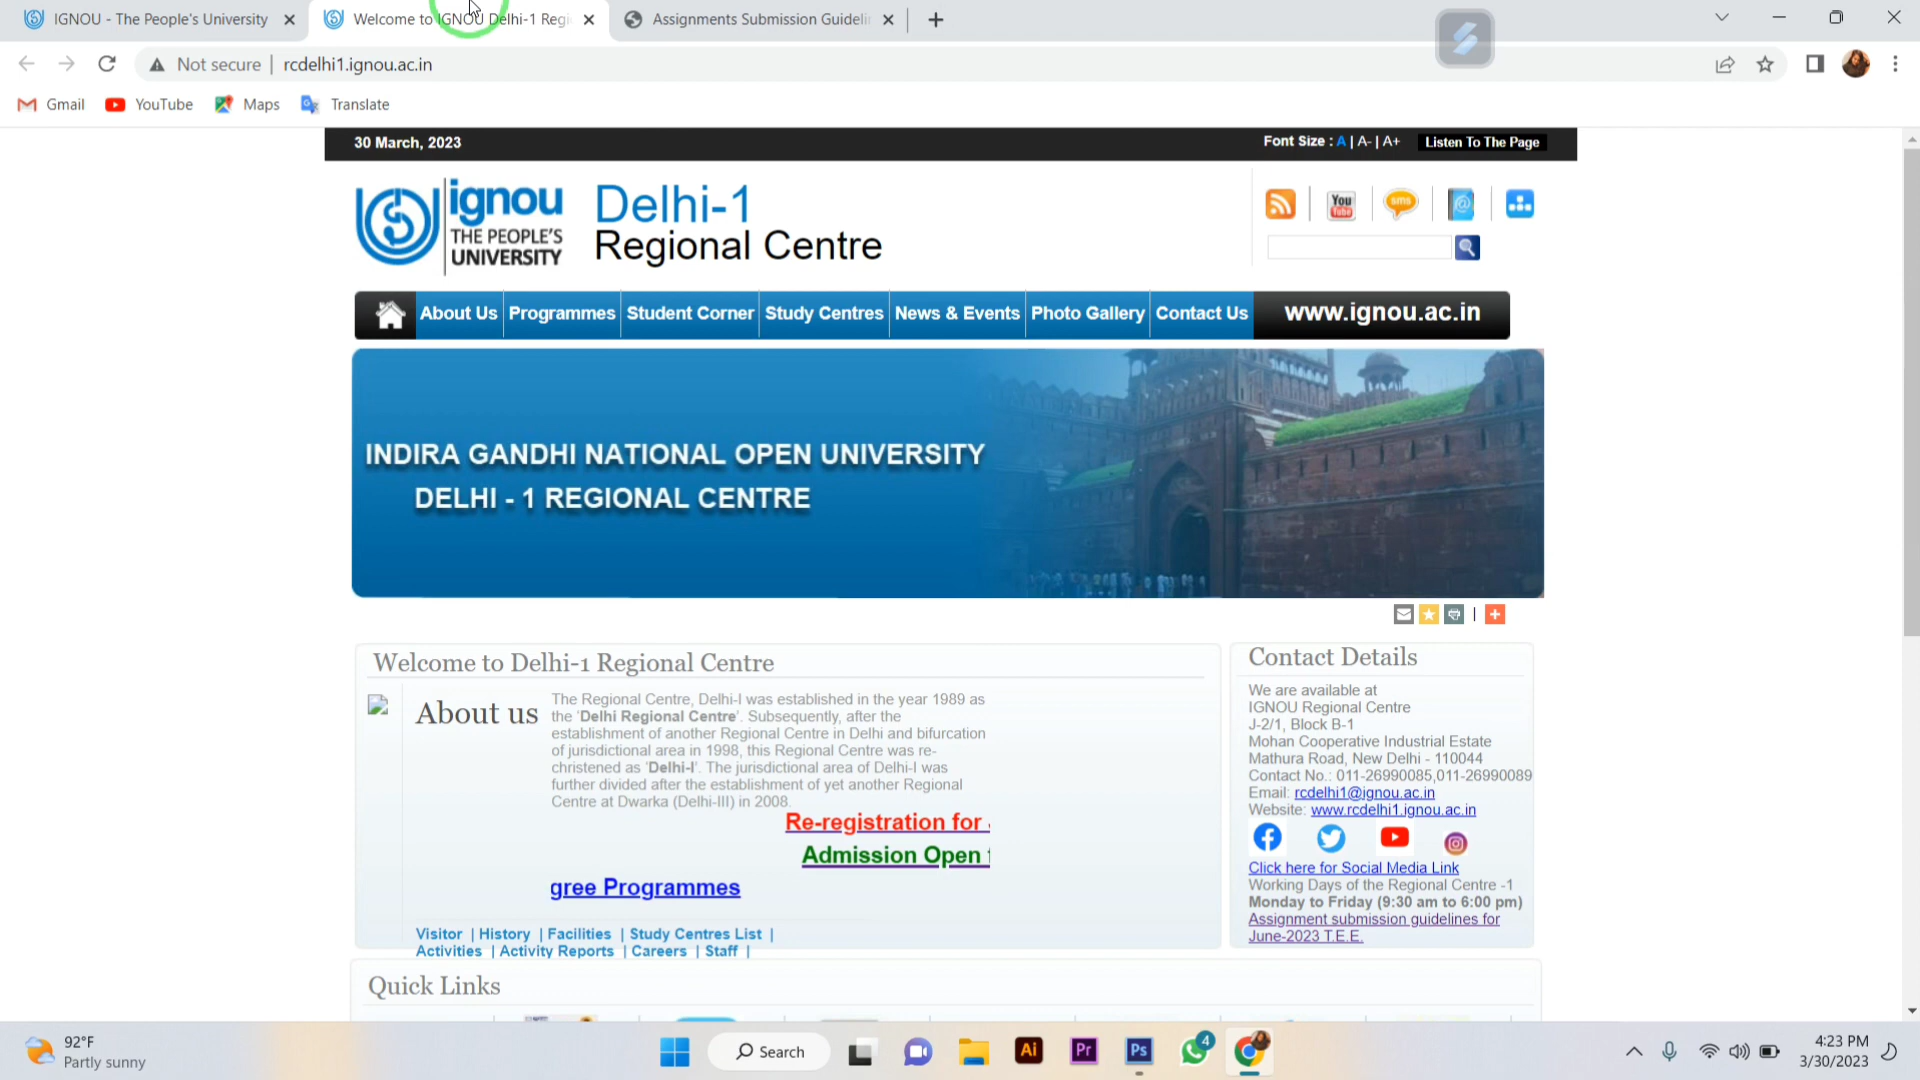 IGNOU - The People's University
Welcome to IGNOU Delhi-1 Regi
Assignments Submission Guideli
Not secure | rcdelhi1.ignou.ac.in
Gmail YouTube Maps Translate
30 March, 2023
Font Size : A | A- | A+ Listen To The Page
ignou
THE PEOPLE'S
UNIVERSITY
Delhi-1
Regional Centre
You
Tube
sms
@
About Us Programmes Student Corner Study Centres News & Events Photo Gallery Contact Us www.ignou.ac.in
INDIRA GANDHI NATIONAL OPEN UNIVERSITY
DELHI - 1 REGIONAL CENTRE
Welcome to Delhi-1 Regional Centre
About us
The Regional Centre, Delhi-I was established in the year 1989 as
the 'Delhi Regional Centre'. Subsequently, after the
establishment of another Regional Centre in Delhi and bifurcation
of jurisdictional area in 1998, this Regional Centre was re-
christened as 'Delhi-I'. The jurisdictional area of Delhi-I was
further divided after the establishment of yet another Regional
Centre at Dwarka (Delhi-III) in 2008.
Re-registration for
Admission Open
gree Programmes
Visitor | History | Facilities | Study Centres List |
Activities | Activity Reports | Careers | Staff |
Contact Details
We are available at
IGNOU Regional Centre
J-2/1, Block B-1
Mohan Cooperative Industrial Estate
Mathura Road, New Delhi - 110044
Contact No.: 011-26990085,011-26990089
Email: rcdelhi1@ignou.ac.in
Website: www.rcdelhi1.ignou.ac.in
Click here for Social Media Link
Working Days of the Regional Centre -1
Monday to Friday (9:30 am to 6:00 pm)
Assignment submission guidelines for
June-2023 T.E.E.
Quick Links
92°F
Partly sunny
Search
Ai
Pr
Ps
4
4:23 PM
3/30/2023